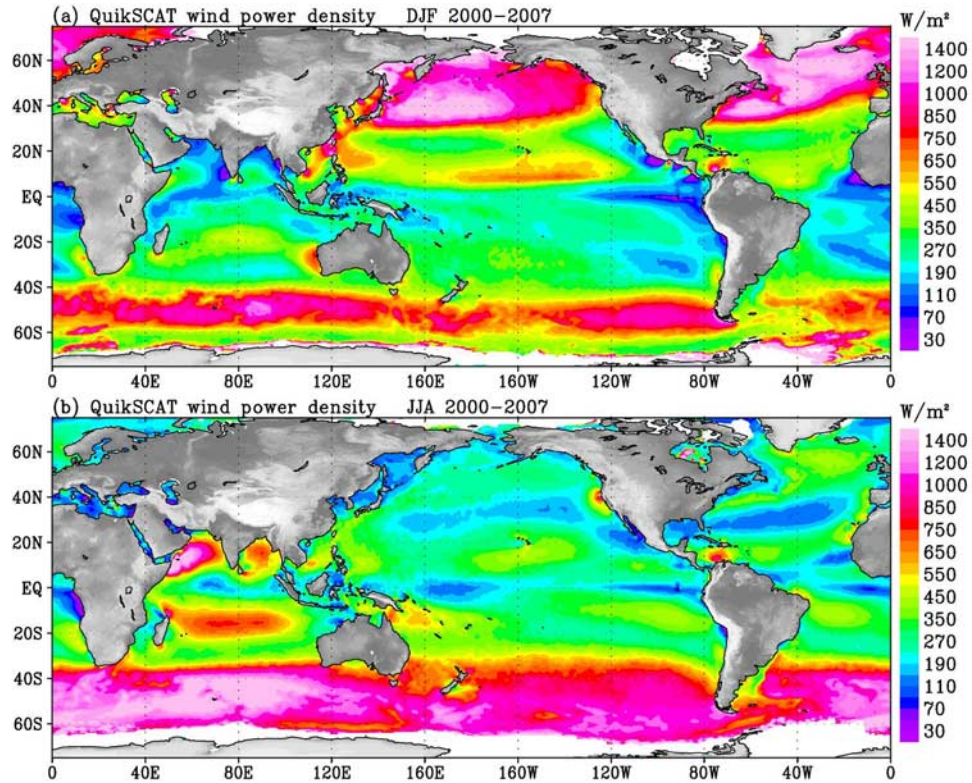 (a) QuikSCAT wind power density DJF 2000−2007 W/m²
1400
1200
1000
850
750
650
550
450
350
270
190
110
30
60N
40N
20N
EQ
20S
40S
60S
0 40E 80E 120E 160E 160W 120W 80W 40W 0
(b) QuikSCAT wind power density JJA 2000−2007 W/m²
1400
1200
1000
850
750
650
550
450
350
270
190
110
30
60N
40N
20N
EQ
20S
40S
60S
0 40E 80E 120E 160E 160W 120W 80W 40W 0